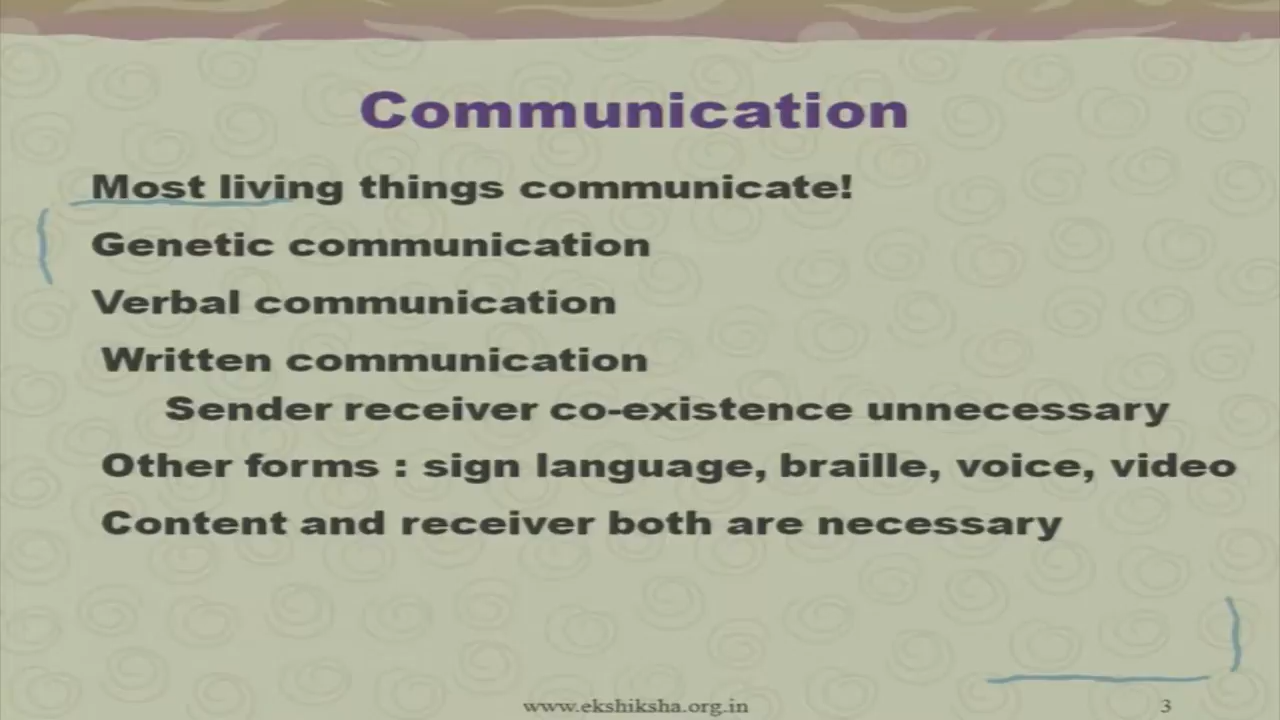 Communication
Most living things communicate!
Genetic communication
Verbal communication
Written communication
Sender receiver co-existence unnecessary
Other forms : sign language, braille, voice, video
Content and receiver both are necessary
www.ekshiksha.org.in
3